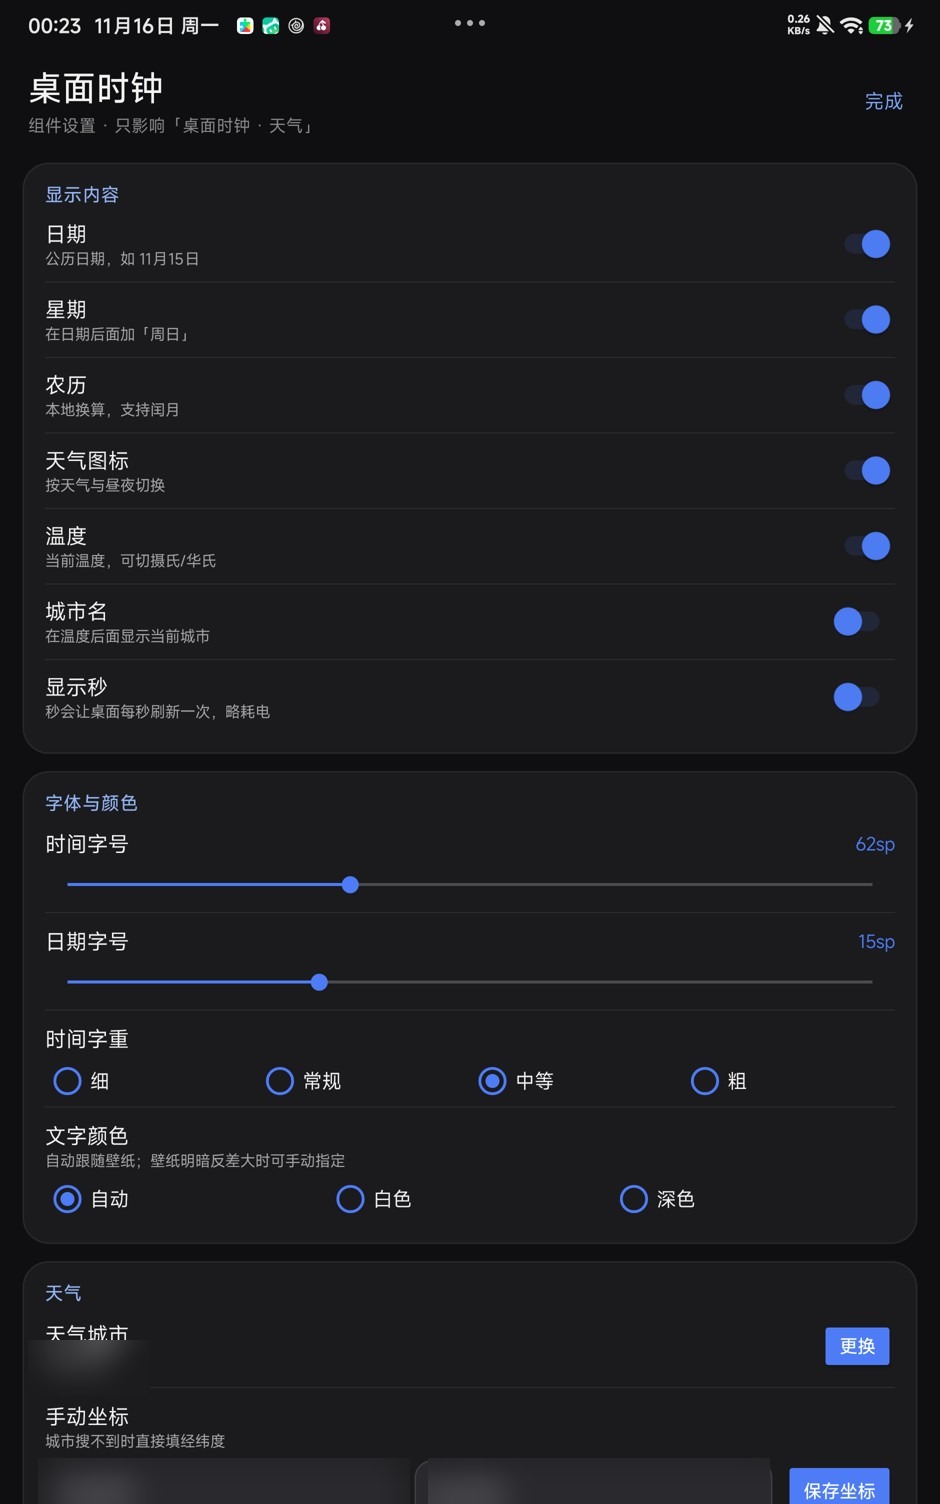 00:23 11月16日 周一
0.26 KB/s
73
桌面时钟
完成
组件设置 · 只影响「桌面时钟 · 天气」
显示内容
日期
公历日期，如 11月15日
星期
在日期后面加「周日」
农历
本地换算，支持闰月
天气图标
按天气与昼夜切换
温度
当前温度，可切摄氏/华氏
城市名
在温度后面显示当前城市
显示秒
秒会让桌面每秒刷新一次，略耗电
字体与颜色
时间字号 62sp
日期字号 15sp
时间字重
细 常规 中等 粗
文字颜色
自动跟随壁纸；壁纸明暗反差大时可手动指定
自动 白色 深色
天气
天气城市
更换
手动坐标
城市搜不到时直接填经纬度
保存坐标